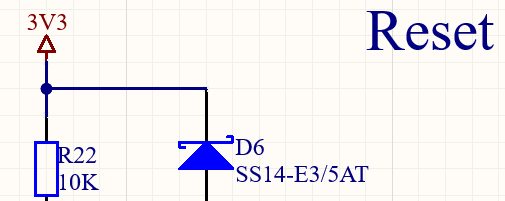 3V3
Reset
R22
10K
D6
SS14-E3/5AT